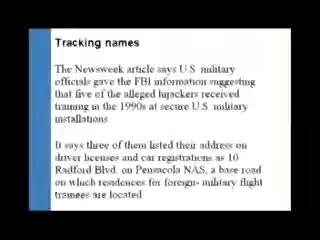 Tracking names
The Newsweek article says U.S. military
officials gave the FBI information suggesting
that five of the alleged hijackers received
training in the 1990s at secure U.S. military
installations
It says three of them listed their address on
driver licenses and car registrations as 10
Radford Blvd. on Pensacola NAS, a base road
on which residences for foreign- military flight
trainees are located